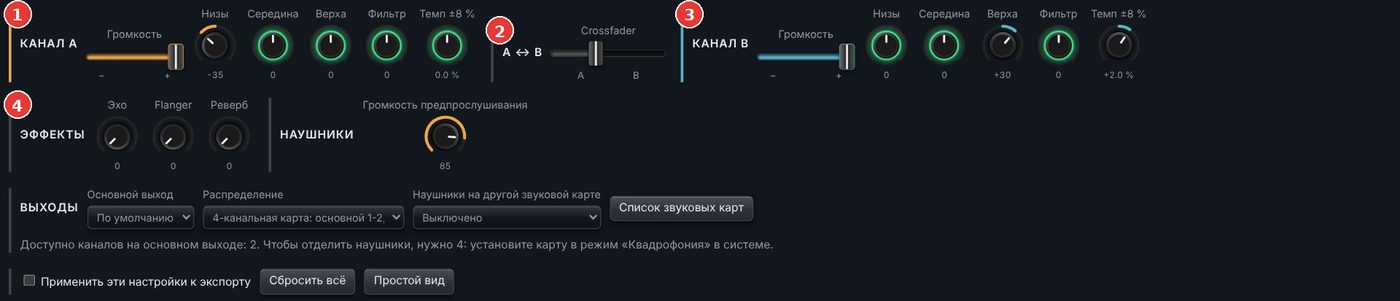 1
КАНАЛ A
Громкость
− +
Низы
-35
Середина
0
Верха
0
Фильтр
0
Темп ±8 %
0.0 %
2
A ↔ B
Crossfader
A B
3
КАНАЛ B
Громкость
− +
Низы
0
Середина
0
Верха
+30
Фильтр
0
Темп ±8 %
+2.0 %
4
ЭФФЕКТЫ
Эхо
0
Flanger
0
Реверб
0
НАУШНИКИ
Громкость предпрослушивания
85
ВЫХОДЫ
Основной выход
По умолчанию
Распределение
4-канальная карта: основной 1-2,
Наушники на другой звуковой карте
Выключено
Список звуковых карт
Доступно каналов на основном выходе: 2. Чтобы отделить наушники, нужно 4: установите карту в режим «Квадрофония» в системе.
Применить эти настройки к экспорту
Сбросить всё
Простой вид